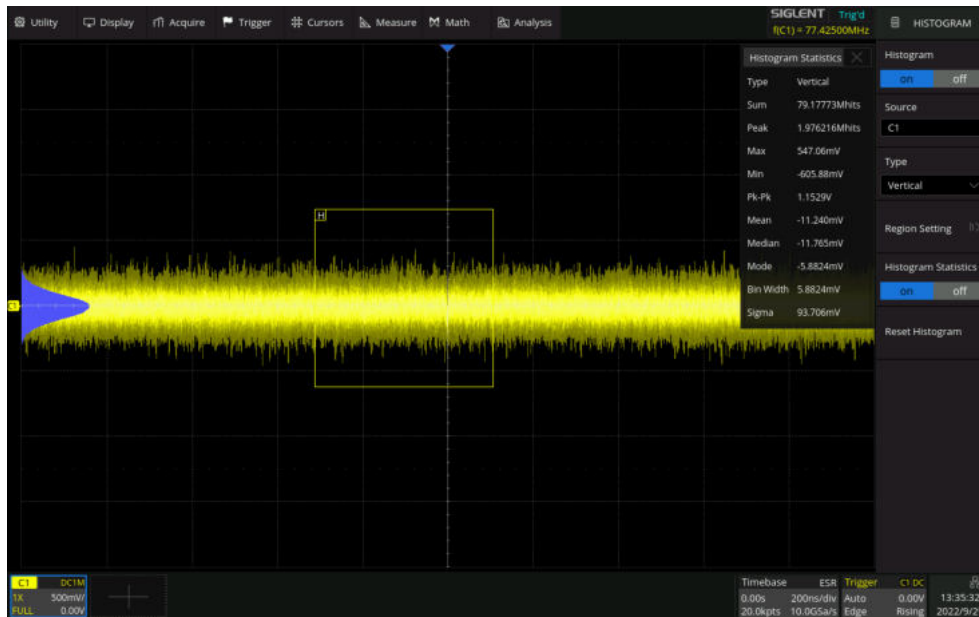 Utility Display Acquire Trigger Cursors Measure Math Analysis
SIGLENT Trig'd
f(C1) = 77.42500MHz
HISTOGRAM
Histogram Statistics
Type Vertical
Sum 79.17773Mhits
Peak 1.976216Mhits
Max 547.06mV
Min -605.88mV
Pk-Pk 1.1529V
Mean -11.240mV
Median -11.765mV
Mode -5.8824mV
Bin Width 5.8824mV
Sigma 93.706mV
Histogram
on off
Source
C1
Type
Vertical
Region Setting
Histogram Statistics
on off
Reset Histogram
H
C1
C1 DC1M
1X 500mV/
FULL 0.00V
Timebase ESR
0.00s 200ns/div
20.0kpts 10.0GSa/s
Trigger C1 DC
Auto 0.00V
Edge Rising
13:35:32